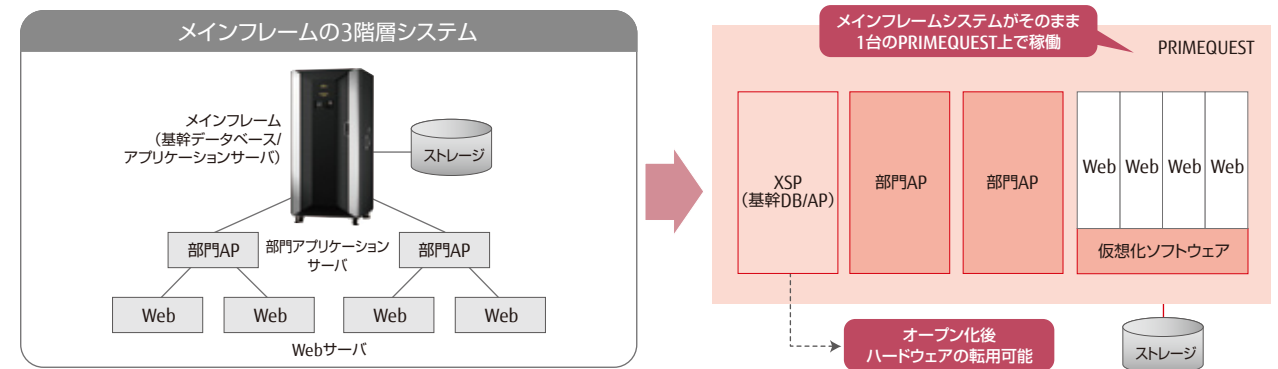 メインフレームの3階層システム
メインフレーム
（基幹データベース/
アプリケーションサーバ）
ストレージ
部門AP
部門アプリケーション
サーバ
部門AP
Web
Web
Web
Web
Webサーバ
メインフレームシステムがそのまま
1台のPRIMEQUEST上で稼働
PRIMEQUEST
XSP
（基幹DB/AP）
部門AP
部門AP
Web
Web
Web
Web
仮想化ソフトウェア
オープン化後
ハードウェアの転用可能
ストレージ